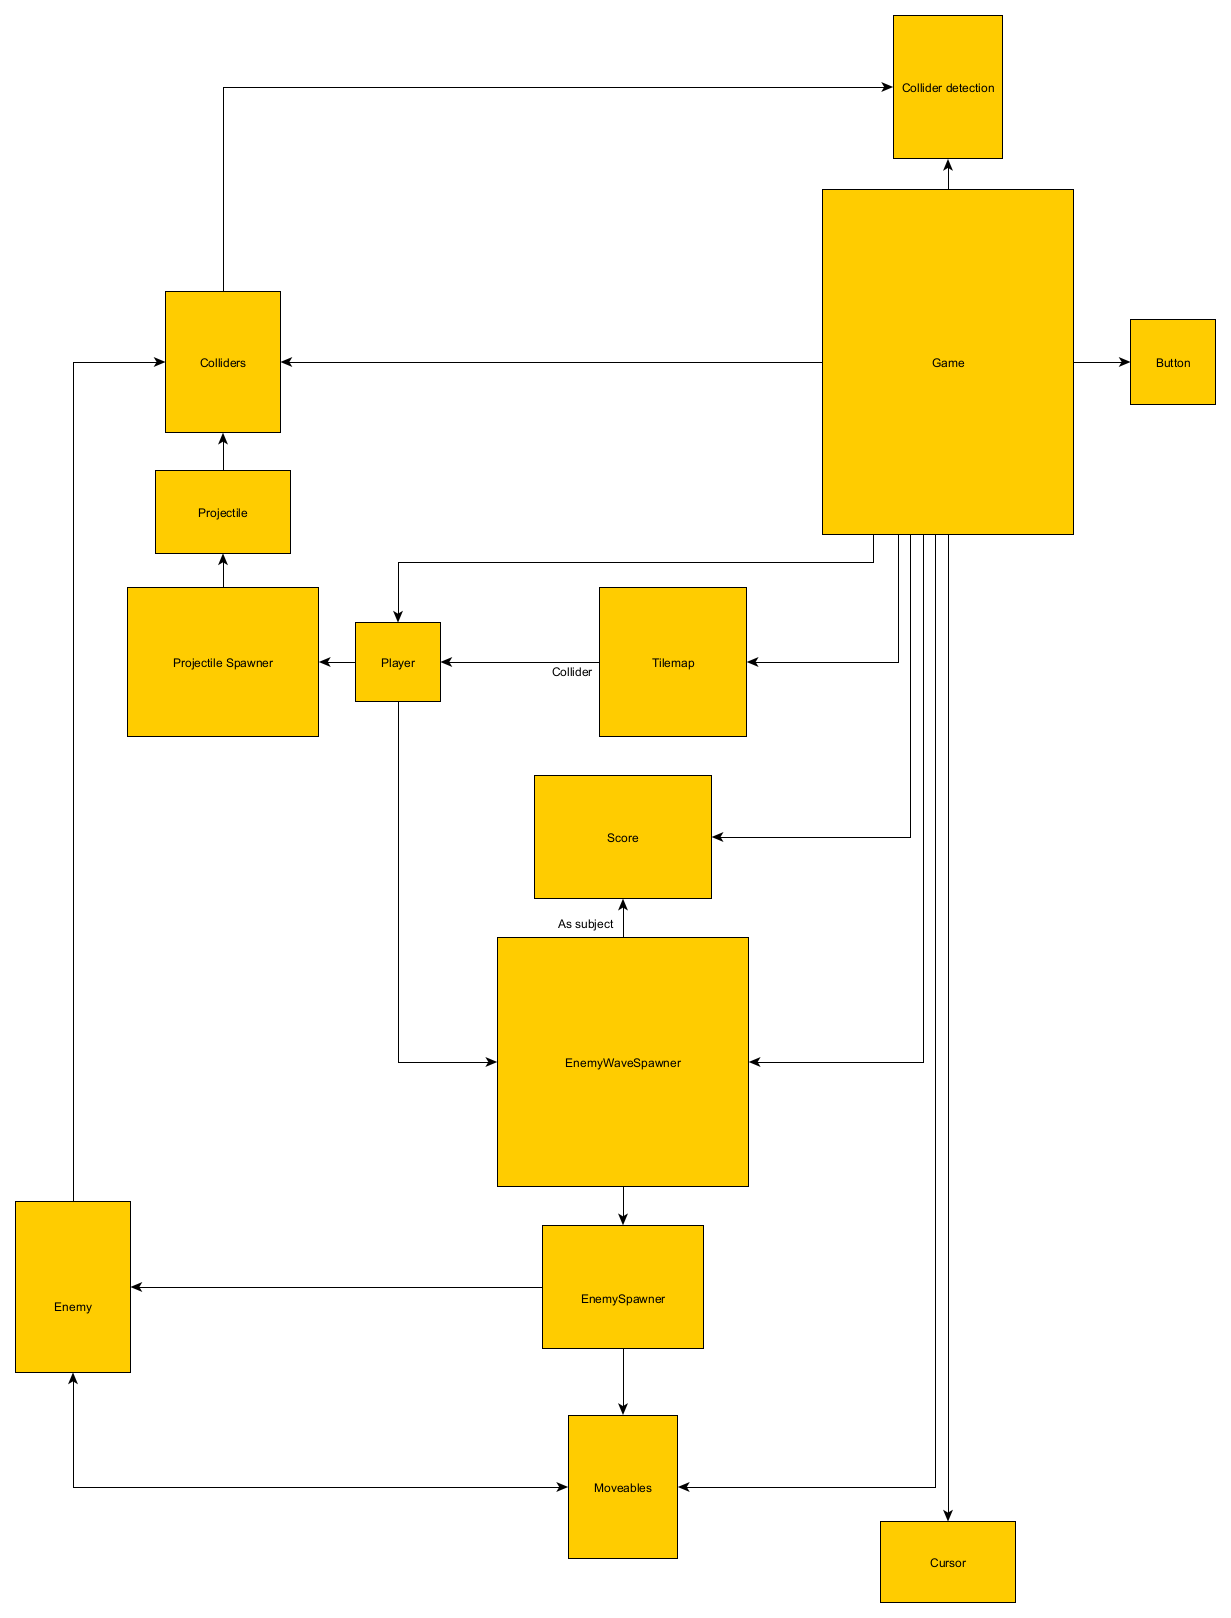 Collider detection
Colliders
Game
Button
Projectile
Projectile Spawner
Player
Collider
Tilemap
Score
As subject
EnemyWaveSpawner
Enemy
EnemySpawner
Moveables
Cursor